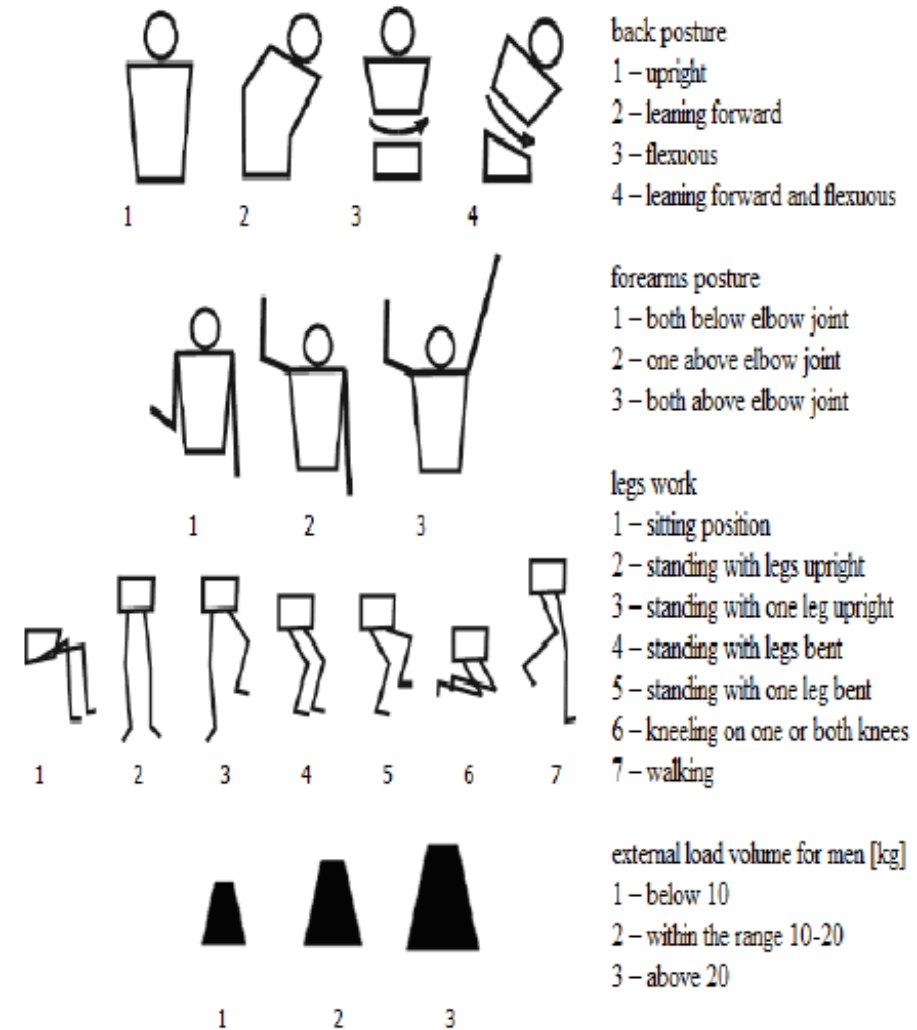 back posture
1 – upright
2 – leaning forward
3 – flexuous
4 – leaning forward and flexuous
1 2 3 4
forearms posture
1 – both below elbow joint
2 – one above elbow joint
3 – both above elbow joint
1 2 3
legs work
1 – sitting position
2 – standing with legs upright
3 – standing with one leg upright
4 – standing with legs bent
5 – standing with one leg bent
6 – kneeling on one or both knees
7 – walking
1 2 3 4 5 6 7
external load volume for men [kg]
1 – below 10
2 – within the range 10-20
3 – above 20
1 2 3